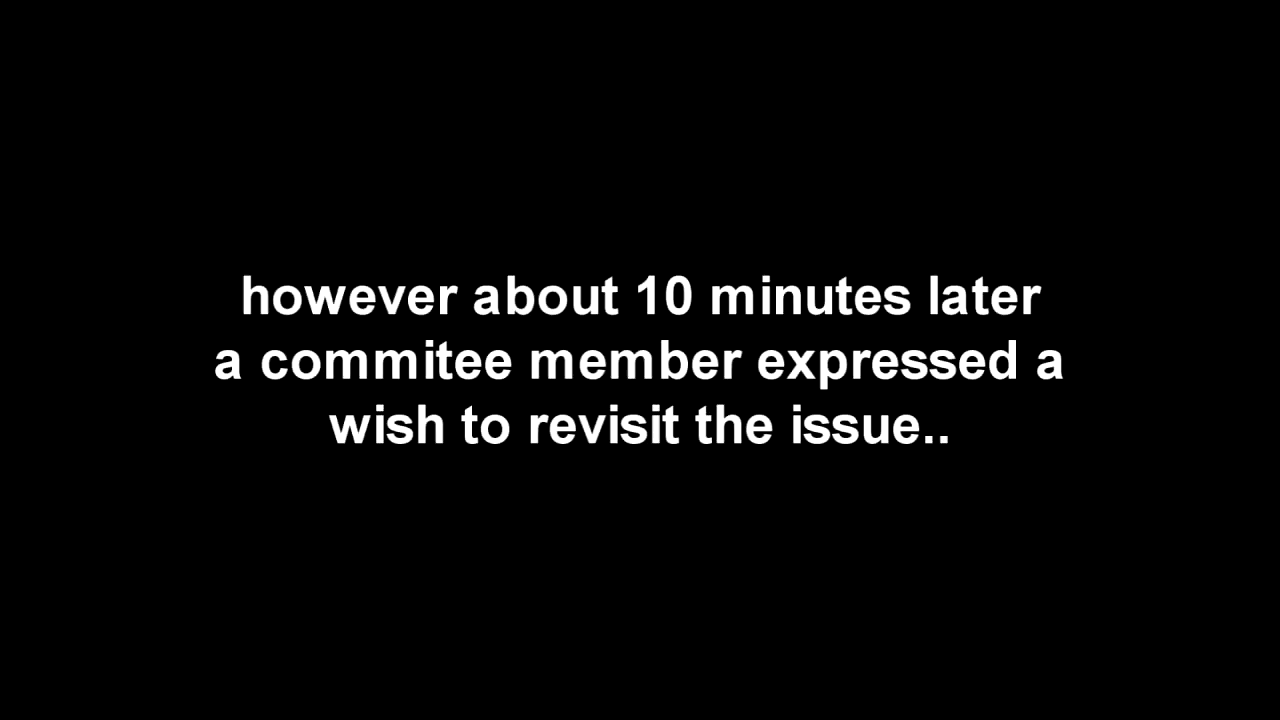 however about 10 minutes later
a commitee member expressed a
wish to revisit the issue..